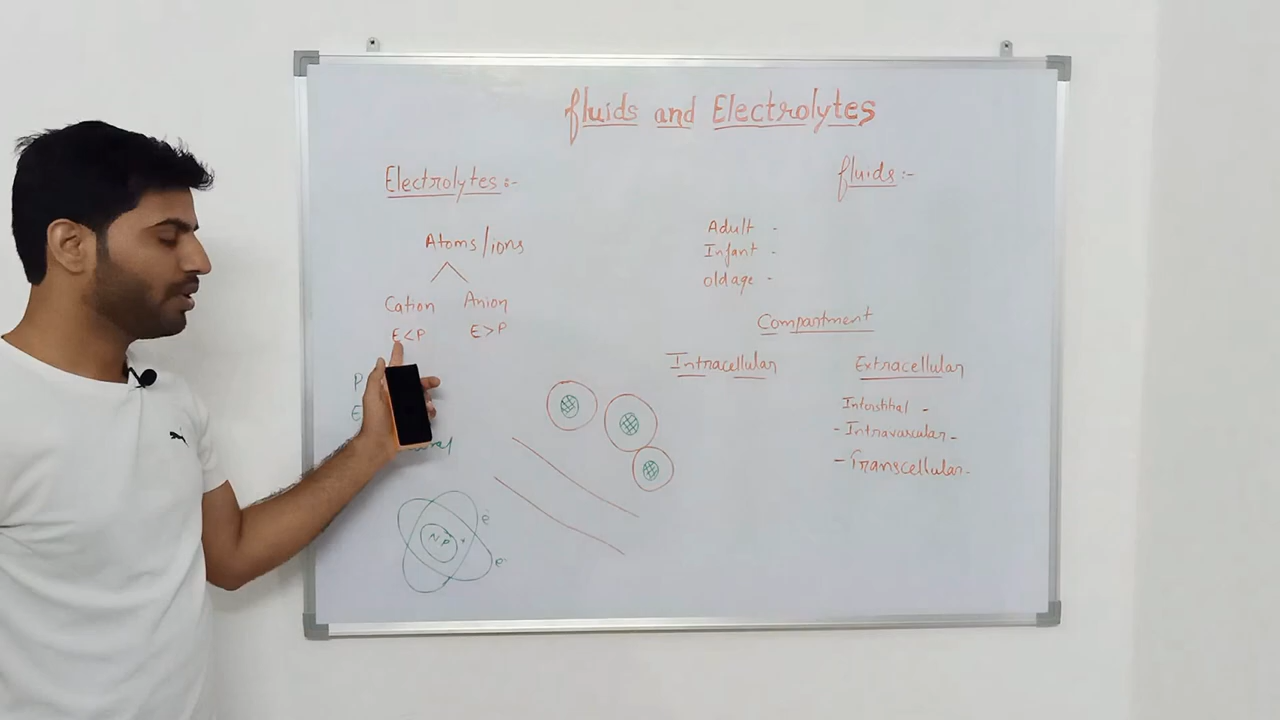 fluids and Electrolytes
Electrolytes:-
Atoms/ions
Cation Anion
E<P E>P
P
E
NP+
e-
e-
fluids:-
Adult -
Infant -
old age -
Compartment
Intracellular Extracellular
Interstitial -
- Intravascular -
- Transcellular -